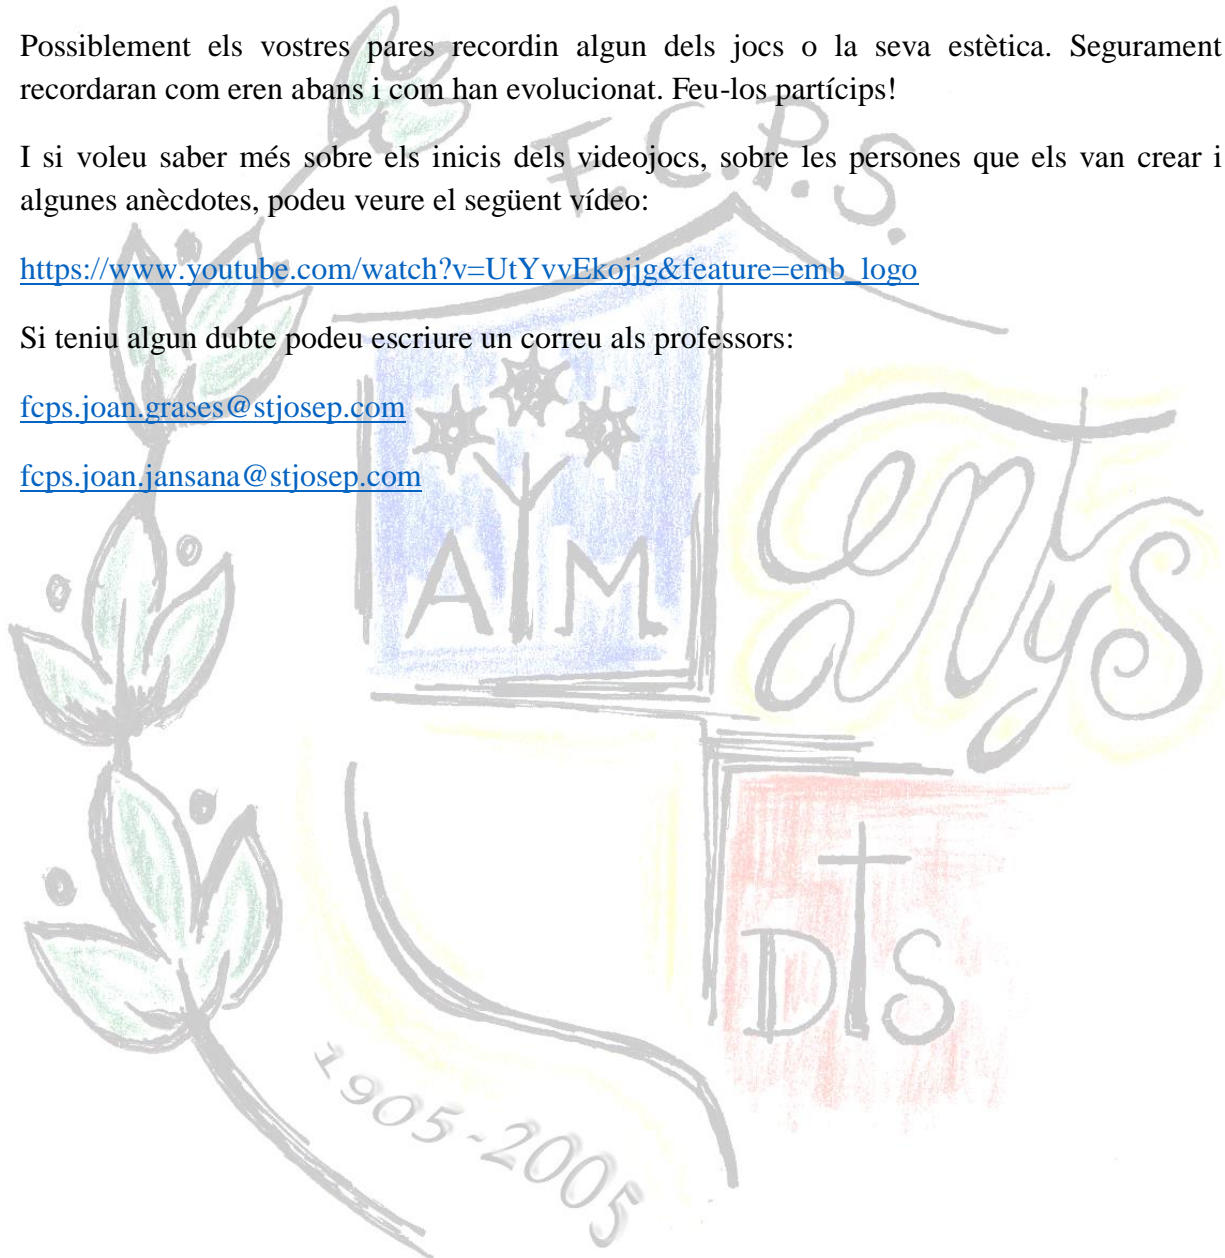 Possiblement els vostres pares recordin algun dels jocs o la seva estètica. Segurament
recordaran com eren abans i com han evolucionat. Feu-los partícips!
I si voleu saber més sobre els inicis dels videojocs, sobre les persones que els van crear i
algunes anècdotes, podeu veure el següent vídeo:
https://www.youtube.com/watch?v=UtYvvEkojjg&feature=emb_logo
Si teniu algun dubte podeu escriure un correu als professors:
fcps.joan.grases@stjosep.com
fcps.joan.jansana@stjosep.com
F.C.P.S.
A M
Cent
anys
DTS
1905-2005